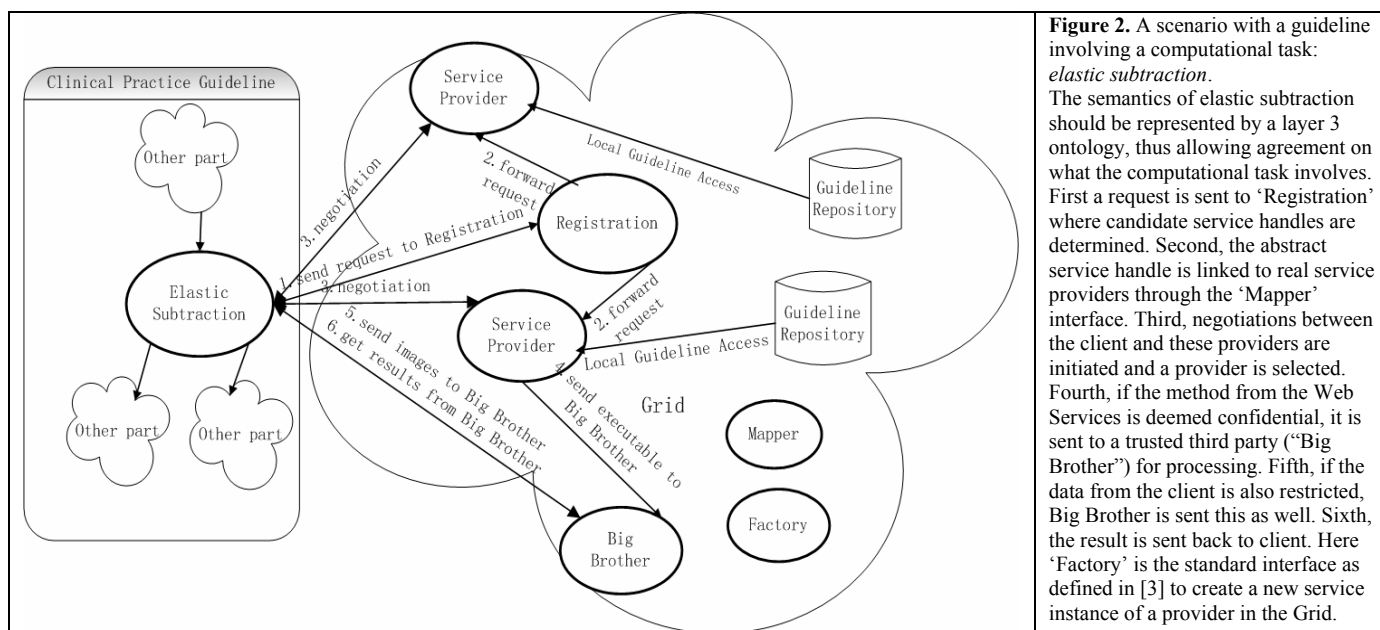 Clinical Practice Guideline
Other part
Elastic
Subtraction
Other part
Other part
Service
Provider
Local Guideline Access
Guideline
Repository
2.forward
request
3.negotiation
Registration
1.send request to Registration
3.negotiation
2.forward
request
Service
Provider
Guideline
Repository
Local Guideline Access
5.send images to Big Brother
6.get results from Big Brother
4.send executable to
Big Brother
Grid
Mapper
Factory
Big
Brother
Figure 2. A scenario with a guideline
involving a computational task:
elastic subtraction.
The semantics of elastic subtraction
should be represented by a layer 3
ontology, thus allowing agreement on
what the computational task involves.
First a request is sent to ‘Registration’
where candidate service handles are
determined. Second, the abstract
service handle is linked to real service
providers through the ‘Mapper’
interface. Third, negotiations between
the client and these providers are
initiated and a provider is selected.
Fourth, if the method from the Web
Services is deemed confidential, it is
sent to a trusted third party (“Big
Brother”) for processing. Fifth, if the
data from the client is also restricted,
Big Brother is sent this as well. Sixth,
the result is sent back to client. Here
‘Factory’ is the standard interface as
defined in [3] to create a new service
instance of a provider in the Grid.